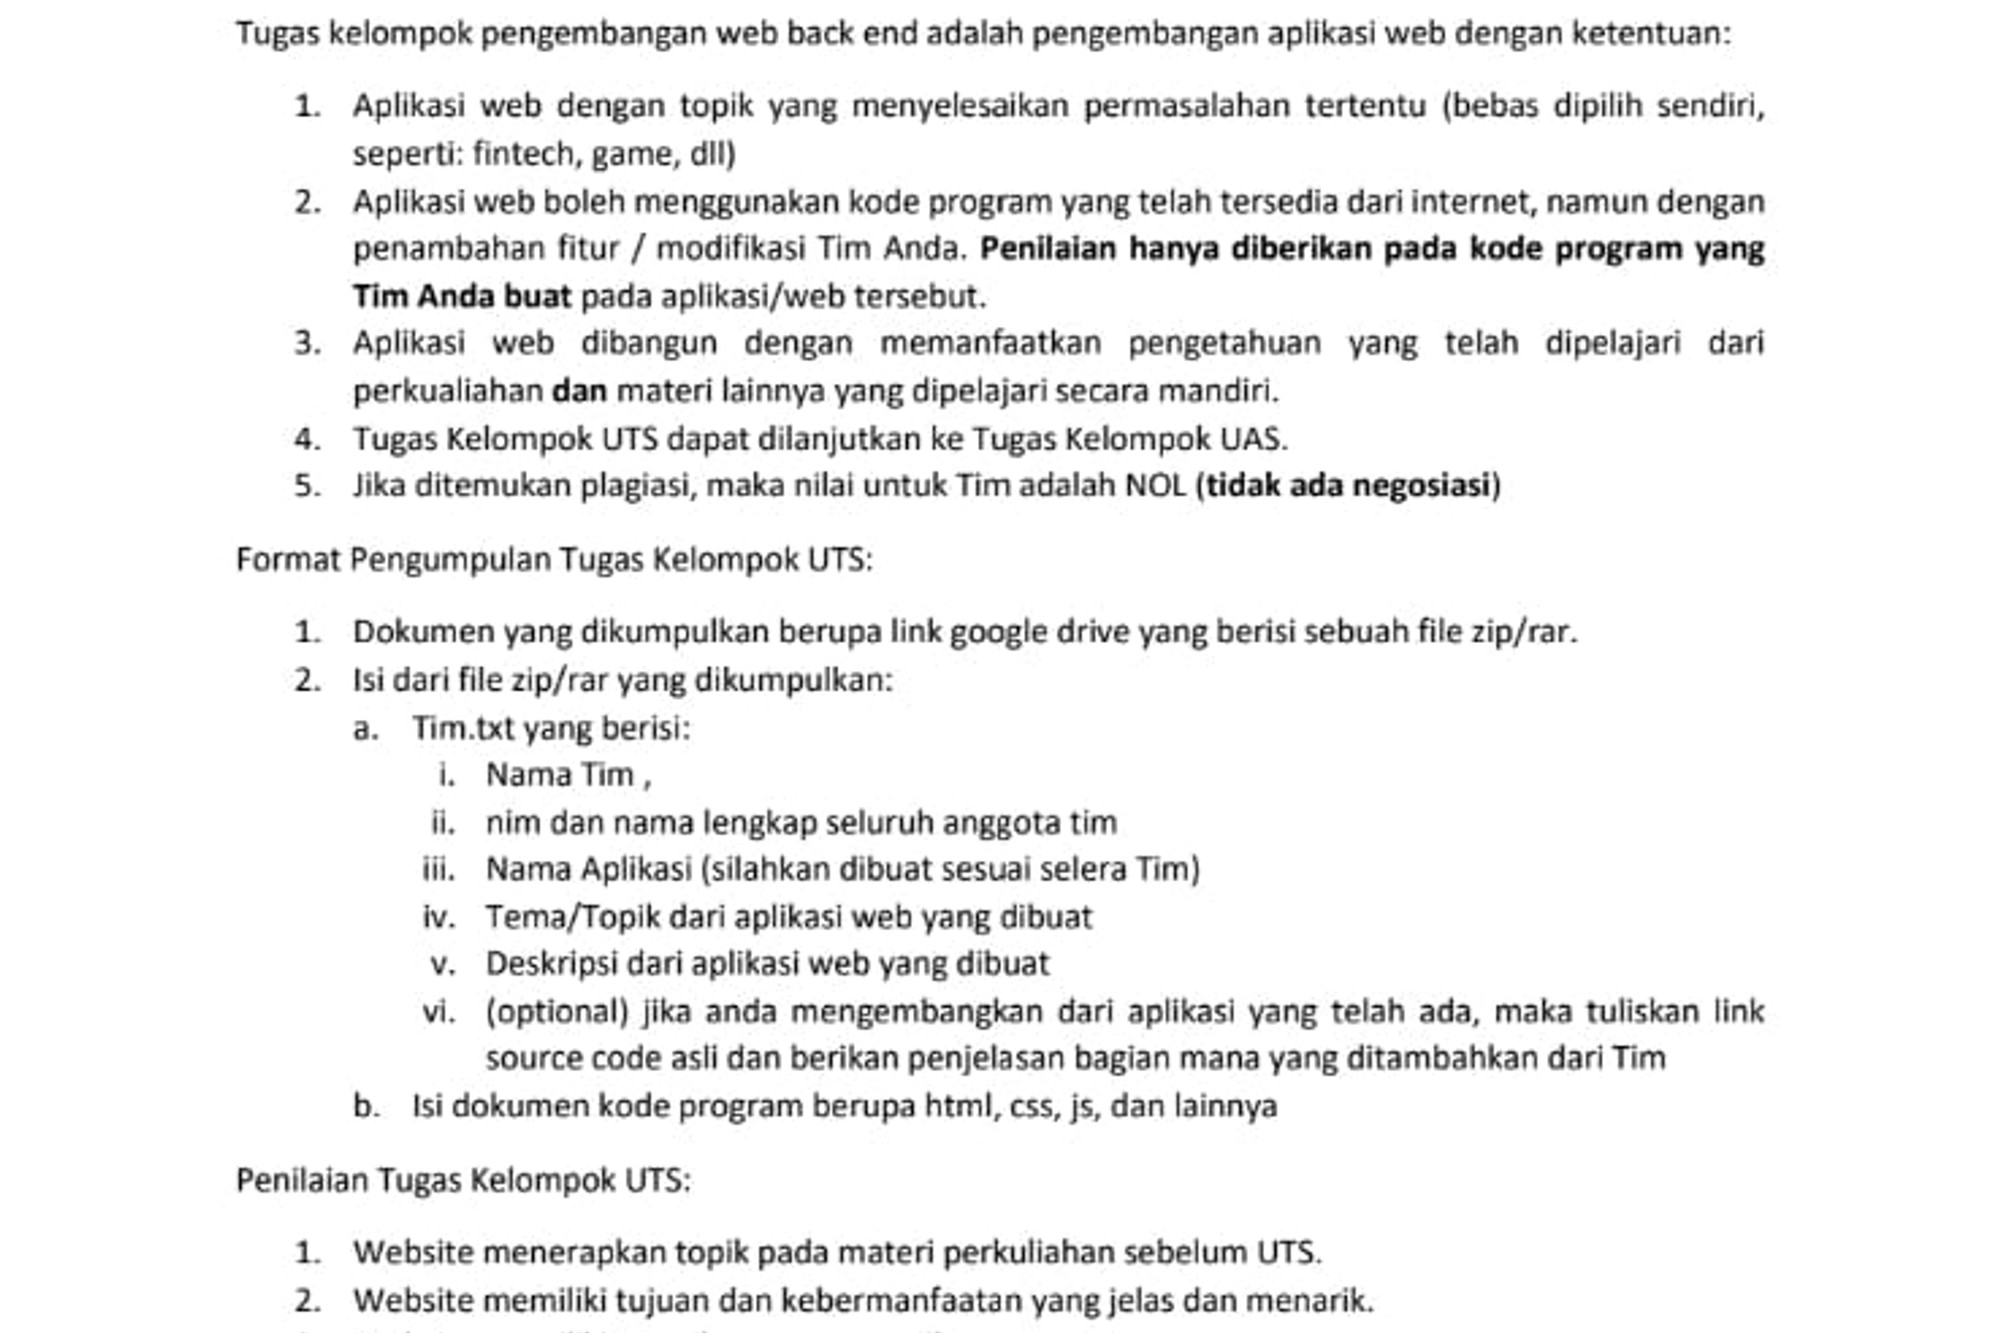 Tugas kelompok pengembangan web back end adalah pengembangan aplikasi web dengan ketentuan:
1. Aplikasi web dengan topik yang menyelesaikan permasalahan tertentu (bebas dipilih sendiri,
seperti: fintech, game, dll)
2. Aplikasi web boleh menggunakan kode program yang telah tersedia dari internet, namun dengan
penambahan fitur / modifikasi Tim Anda. Penilaian hanya diberikan pada kode program yang
Tim Anda buat pada aplikasi/web tersebut.
3. Aplikasi web dibangun dengan memanfaatkan pengetahuan yang telah dipelajari dari
perkualiahan dan materi lainnya yang dipelajari secara mandiri.
4. Tugas Kelompok UTS dapat dilanjutkan ke Tugas Kelompok UAS.
5. Jika ditemukan plagiasi, maka nilai untuk Tim adalah NOL (tidak ada negosiasi)
Format Pengumpulan Tugas Kelompok UTS:
1. Dokumen yang dikumpulkan berupa link google drive yang berisi sebuah file zip/rar.
2. Isi dari file zip/rar yang dikumpulkan:
a. Tim.txt yang berisi:
i. Nama Tim ,
ii. nim dan nama lengkap seluruh anggota tim
iii. Nama Aplikasi (silahkan dibuat sesuai selera Tim)
iv. Tema/Topik dari aplikasi web yang dibuat
v. Deskripsi dari aplikasi web yang dibuat
vi. (optional) jika anda mengembangkan dari aplikasi yang telah ada, maka tuliskan link
source code asli dan berikan penjelasan bagian mana yang ditambahkan dari Tim
b. Isi dokumen kode program berupa html, css, js, dan lainnya
Penilaian Tugas Kelompok UTS:
1. Website menerapkan topik pada materi perkuliahan sebelum UTS.
2. Website memiliki tujuan dan kebermanfaatan yang jelas dan menarik.